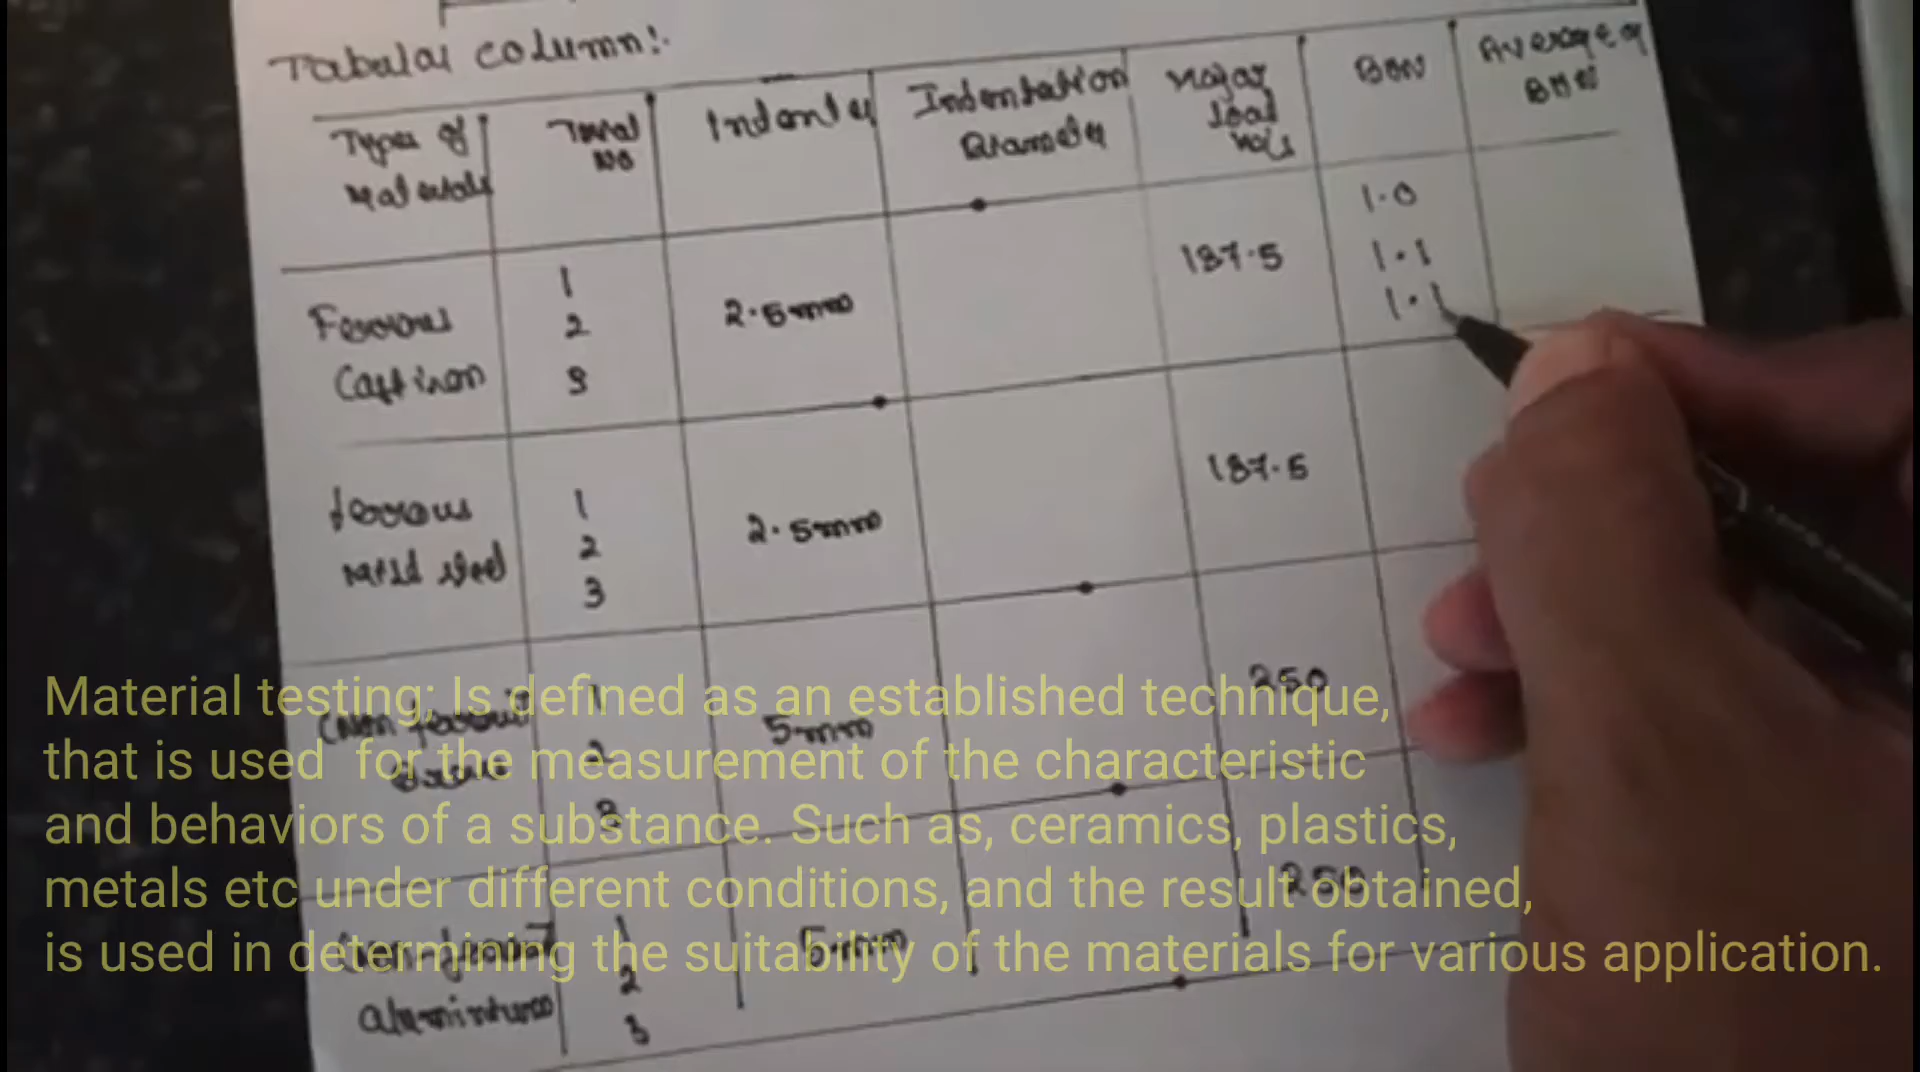 Tabular column:-
Types of Materials
Indenter
Indentation Diameter
Major load
BHN
Average of BHN
Ferrous
Cast iron
1
2
3
2.5mm
187.5
1.0
1.1
1.1
ferrous
mild steel
1
2
3
2.5mm
187.5
1
2
3
5mm
250
aluminium
1
2
3
5mm
250
Material testing; Is defined as an established technique,
that is used for the measurement of the characteristic
and behaviors of a substance. Such as, ceramics, plastics,
metals etc under different conditions, and the result obtained,
is used in determining the suitability of the materials for various application.